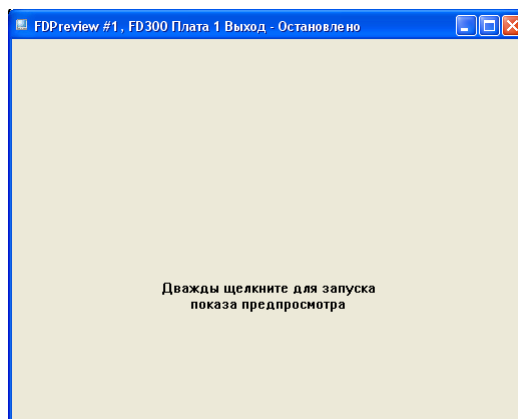 FDPreview #1 , FD300 Плата 1 Выход - Остановлено
Дважды щелкните для запуска
показа предпросмотра